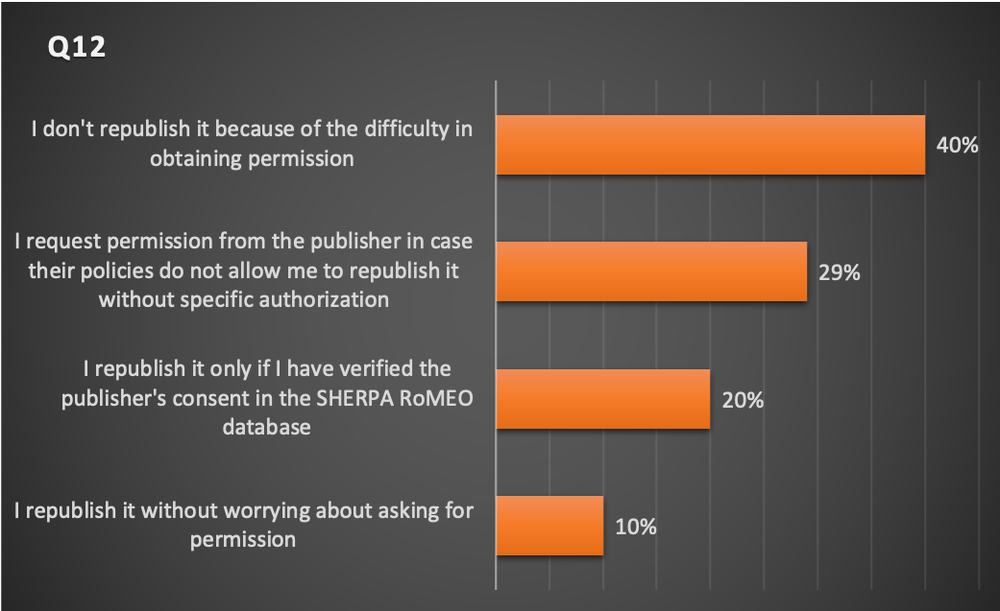 Q12
I don't republish it because of the difficulty in
obtaining permission
40%
I request permission from the publisher in case
their policies do not allow me to republish it
without specific authorization
29%
I republish it only if I have verified the
publisher's consent in the SHERPA RoMEO
database
20%
I republish it without worrying about asking for
permission
10%